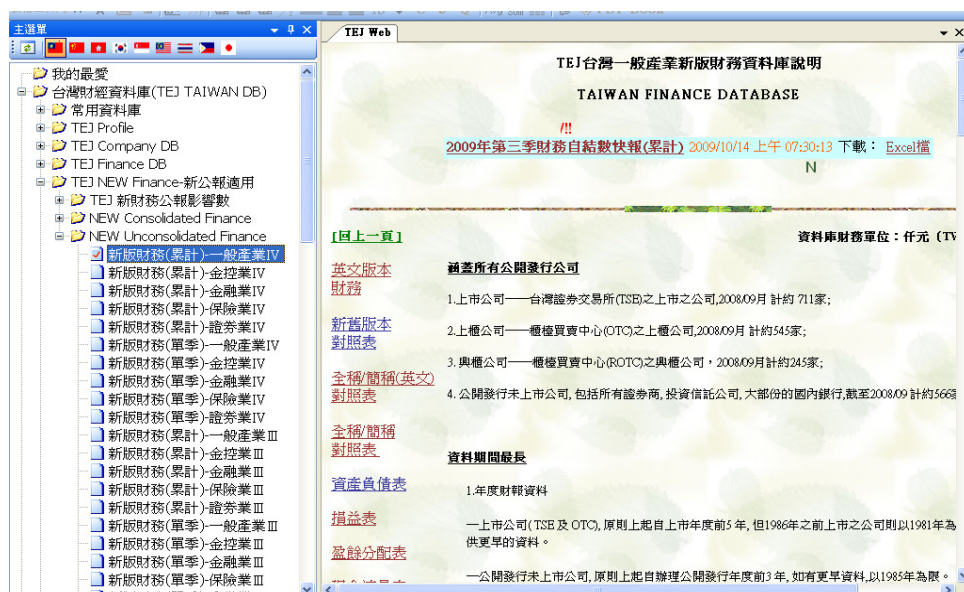 主選單
我的最愛
台灣財經資料庫(TEJ TAIWAN DB)
常用資料庫
TEJ Profile
TEJ Company DB
TEJ Finance DB
TEJ NEW Finance-新公報適用
TEJ 新財務公報影響數
NEW Consolidated Finance
NEW Unconsolidated Finance
新版財務(累計)-一般產業IV
新版財務(累計)-金控業IV
新版財務(累計)-金融業IV
新版財務(累計)-保險業IV
新版財務(累計)-證券業IV
新版財務(單季)-一般產業IV
新版財務(單季)-金控業IV
新版財務(單季)-金融業IV
新版財務(單季)-保險業IV
新版財務(單季)-證券業IV
新版財務(累計)-一般產業Ⅲ
新版財務(累計)-金控業Ⅲ
新版財務(累計)-金融業Ⅲ
新版財務(累計)-保險業Ⅲ
新版財務(累計)-證券業Ⅲ
新版財務(單季)-一般產業Ⅲ
新版財務(單季)-金控業Ⅲ
新版財務(單季)-金融業Ⅲ
新版財務(單季)-保險業Ⅲ
TEJ Web
TEJ台灣一般產業新版財務資料庫說明
TAIWAN FINANCE DATABASE
/!!
2009年第三季財務自結數快報(累計) 2009/10/14 上午 07:30:13 下載： Excel檔
N
[回上一頁]
資料庫財務單位：仟元（TW
英文版本
財務
新舊版本
對照表
全稱/簡稱(英文)
對照表
全稱/簡稱
對照表
資產負債表
損益表
盈餘分配表
涵蓋所有公開發行公司
1.上市公司──台灣證券交易所(TSE)之上市之公司,2008/09月 計約 711家;
2.上櫃公司──櫃檯買賣中心(OTC)之上櫃公司,2008/09月 計約545家;
3.興櫃公司──櫃檯買賣中心(ROTC)之興櫃公司，2008/09月計約245家;
4.公開發行未上市公司, 包括所有證券商, 投資信託公司, 大部份的國內銀行,截至2008/09 計約566家
資料期間最長
1.年度財報資料
一上市公司( TSE 及 OTC), 原則上起自上市年度前5 年, 但1986年之前上市之公司則以1981年為
供更早的資料。
一公開發行未上市公司, 原則上起自辦理公開發行年度前3 年, 如有更早資料,以1985年為限。